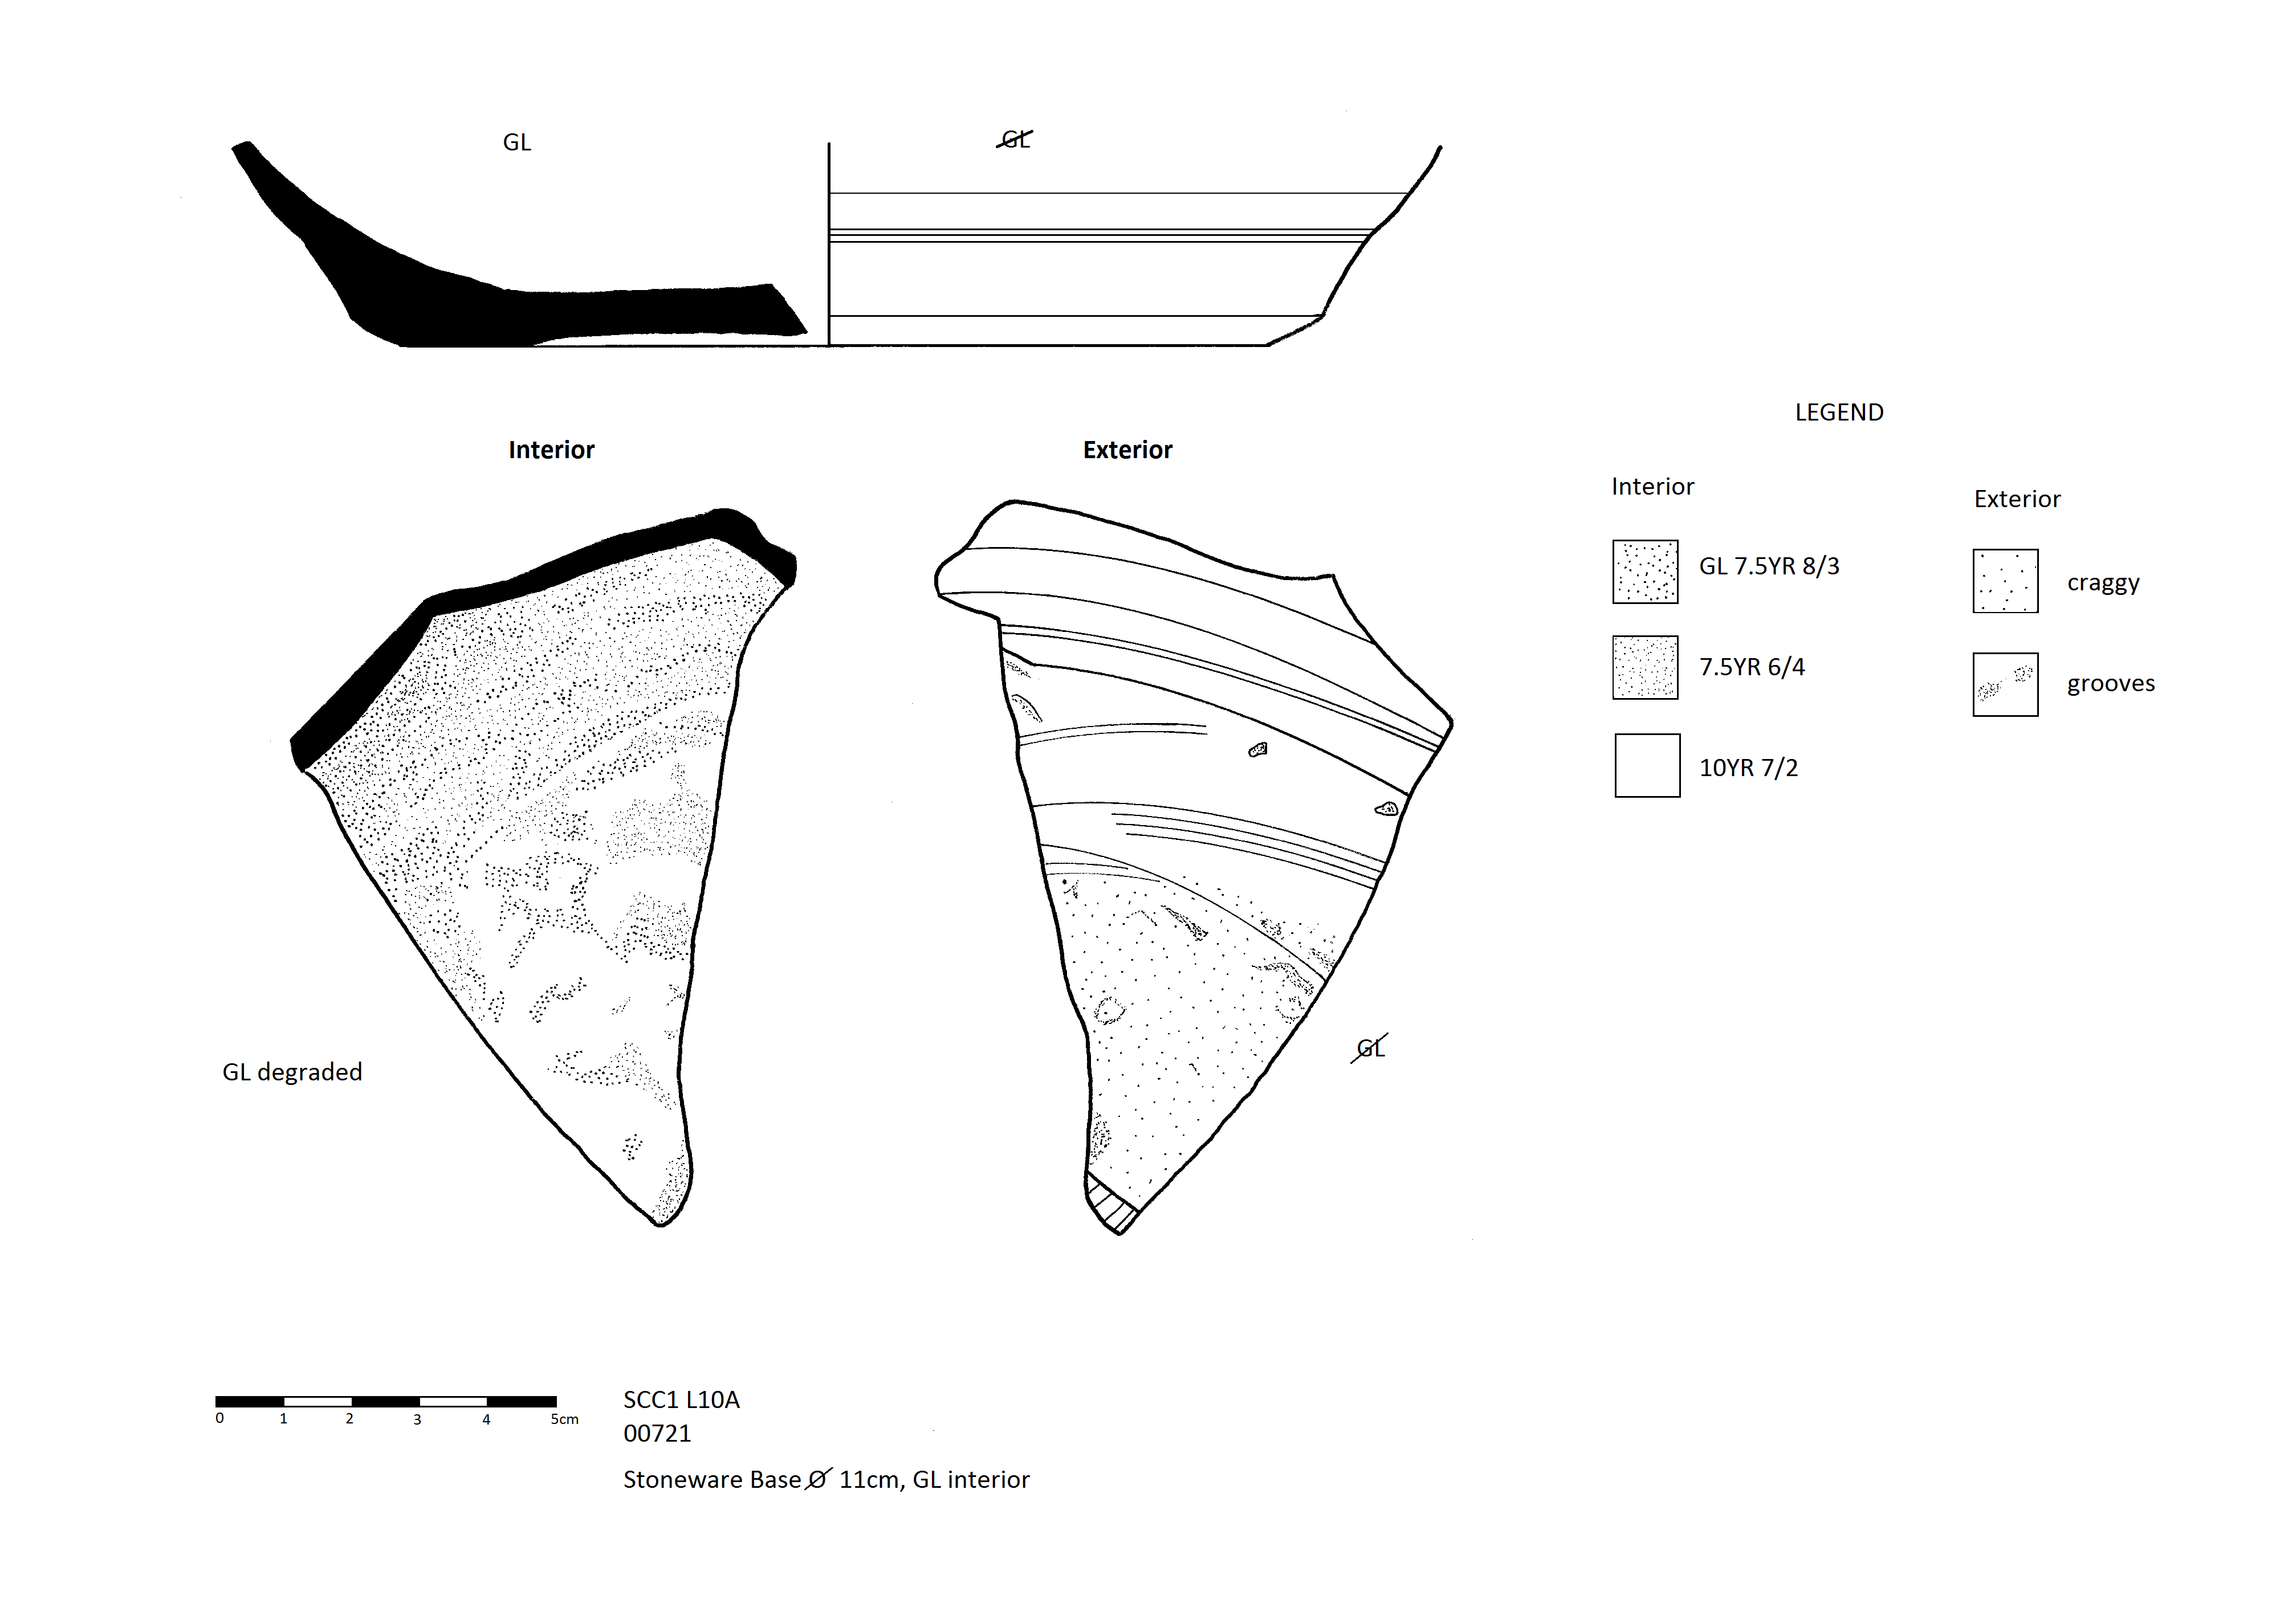 GL
GL
Interior
Exterior
LEGEND
Interior
GL 7.5YR 8/3
7.5YR 6/4
10YR 7/2
Exterior
craggy
grooves
GL degraded
GL
0 1 2 3 4 5cm
SCC1 L10A
00721
Stoneware Base Ø 11cm, GL interior